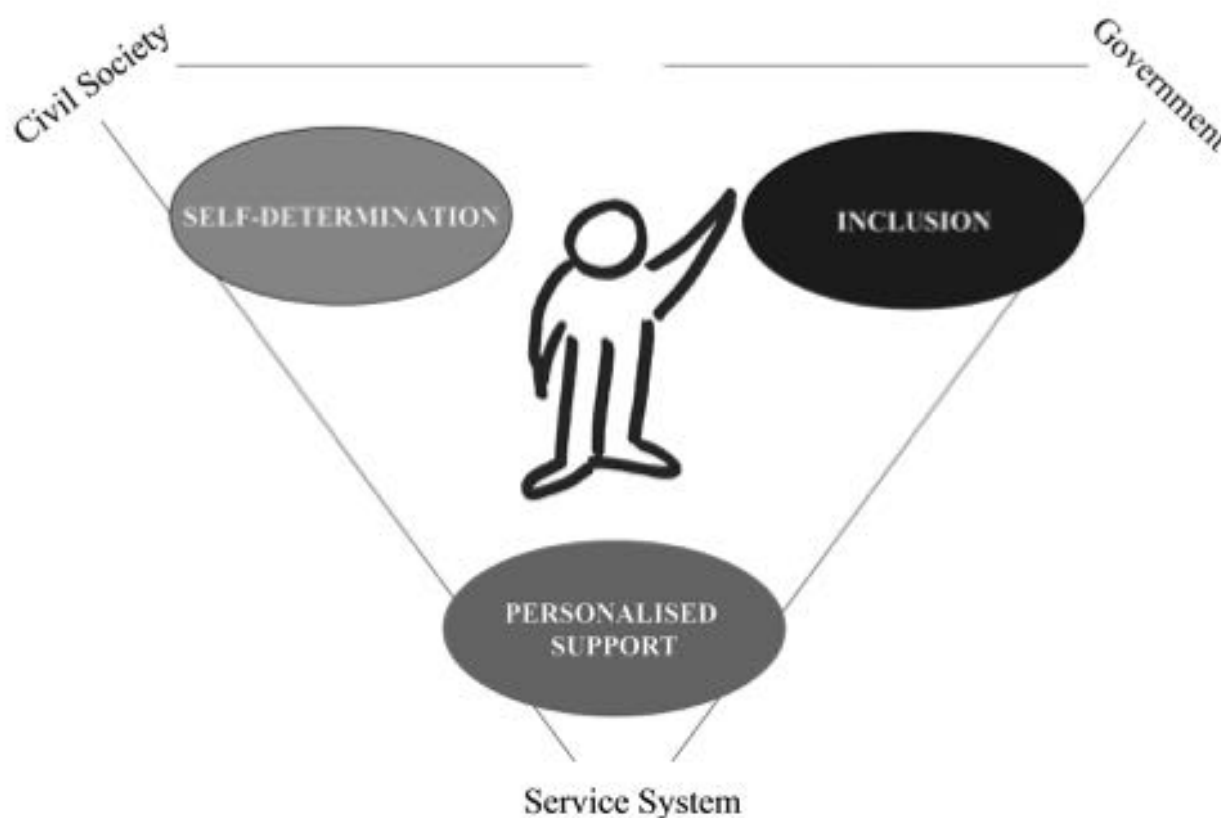 Civil Society
Government
SELF-DETERMINATION
INCLUSION
PERSONALISED
SUPPORT
Service System